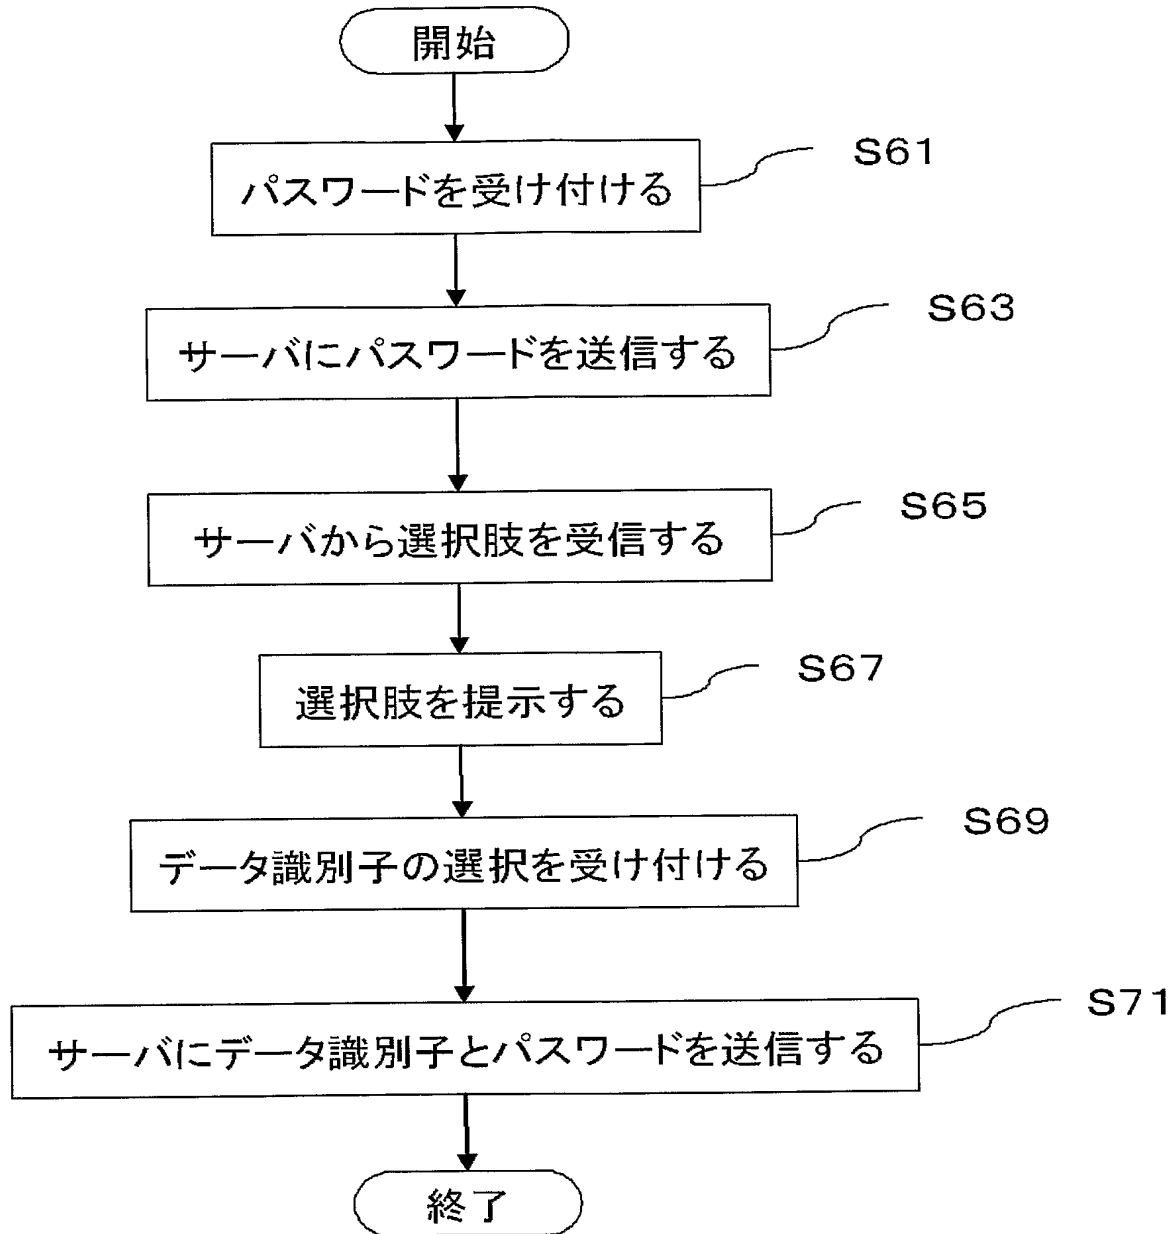 開始
パスワードを受け付ける
S61
サーバにパスワードを送信する
S63
サーバから選択肢を受信する
S65
選択肢を提示する
S67
データ識別子の選択を受け付ける
S69
サーバにデータ識別子とパスワードを送信する
S71
終了